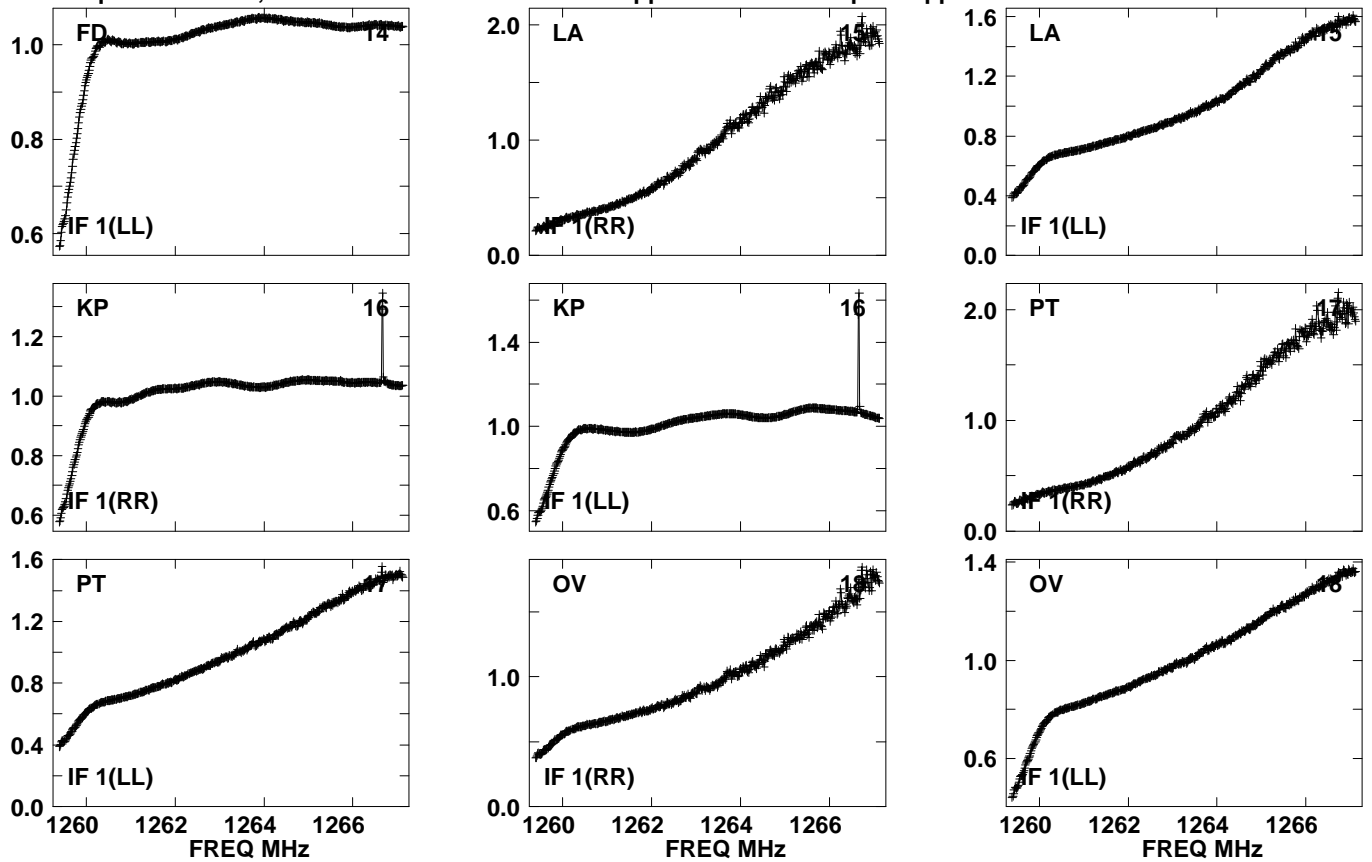 FD 14
1.0
0.8
0.6
IF 1(LL)
LA 15
2.0
1.0
0.0
IF 1(RR)
LA 15
1.6
1.2
0.8
0.4
0.0
IF 1(LL)
KP 16
1.2
1.0
0.8
0.6
IF 1(RR)
KP 16
1.4
1.0
0.6
IF 1(LL)
PT 17
2.0
1.0
0.0
IF 1(RR)
PT 17
1.6
1.2
0.8
0.4
0.0
IF 1(LL)
1260 1262 1264 1266
FREQ MHz
OV 18
1.0
0.0
IF 1(RR)
1260 1262 1264 1266
FREQ MHz
OV 18
1.4
1.0
0.6
IF 1(LL)
1260 1262 1264 1266
FREQ MHz